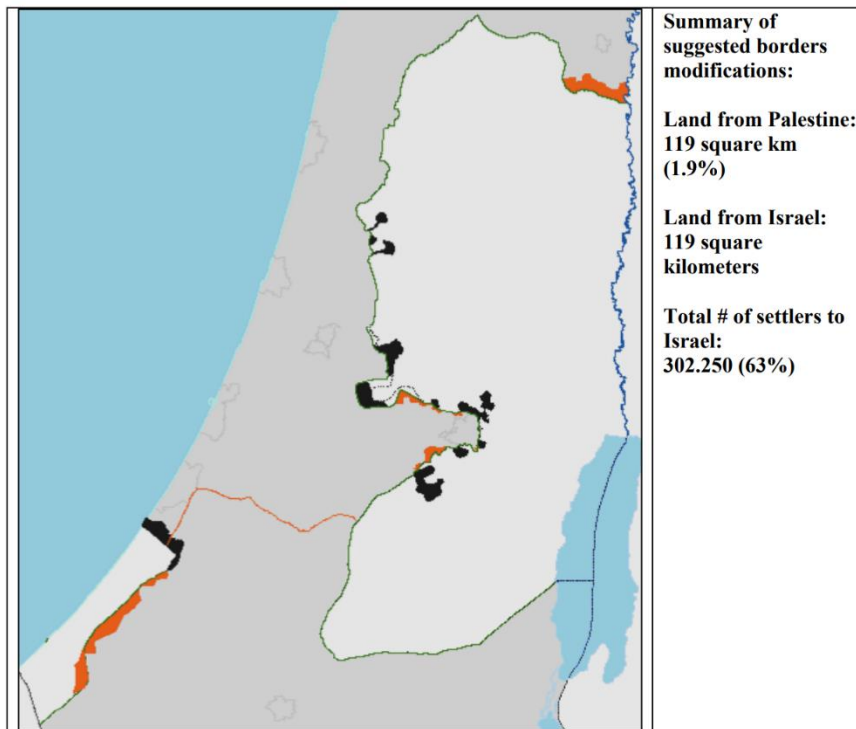 Summary of
suggested borders
modifications:
Land from Palestine:
119 square km
(1.9%)
Land from Israel:
119 square
kilometers
Total # of settlers to
Israel:
302.250 (63%)